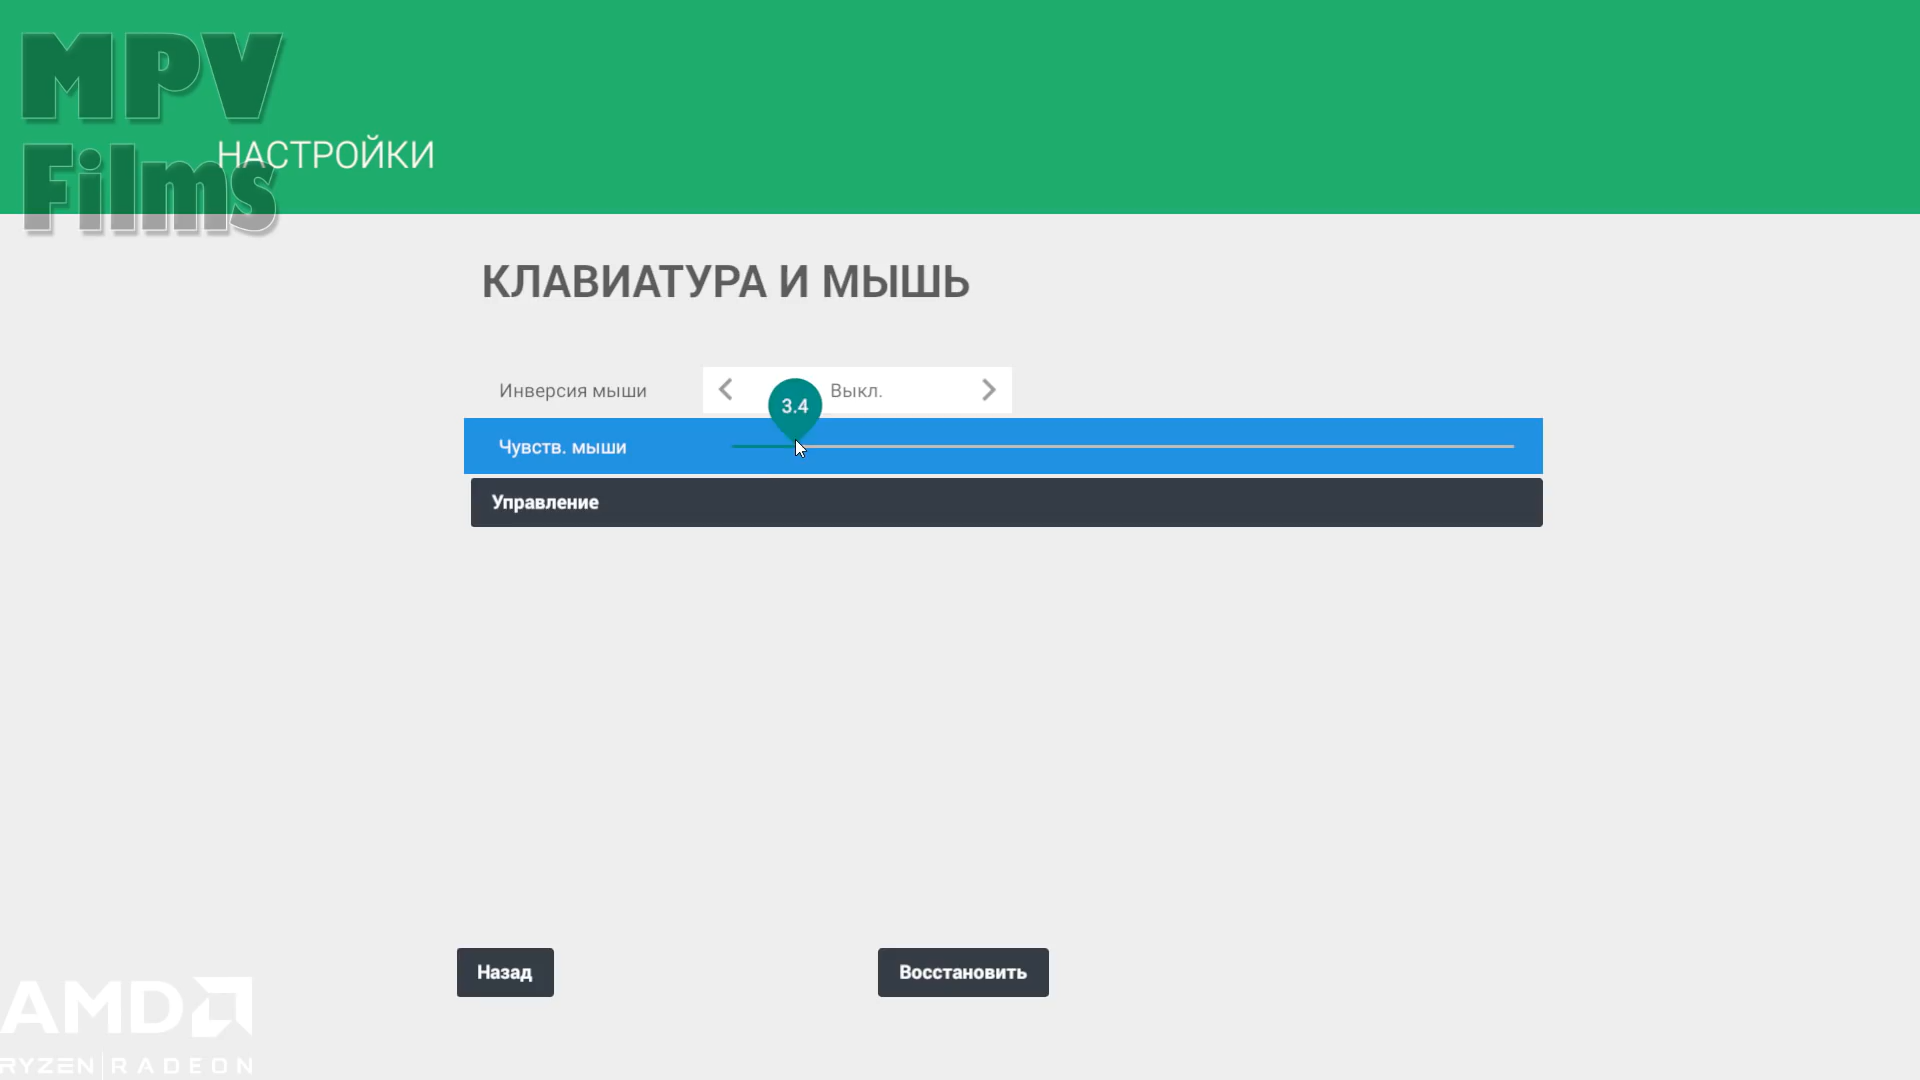 MPV
Films
НАСТРОЙКИ
КЛАВИАТУРА И МЫШЬ
Инверсия мыши
Выкл.
3.4
Чувств. мыши
Управление
Назад
Восстановить
AMD
RYZEN | RADEON